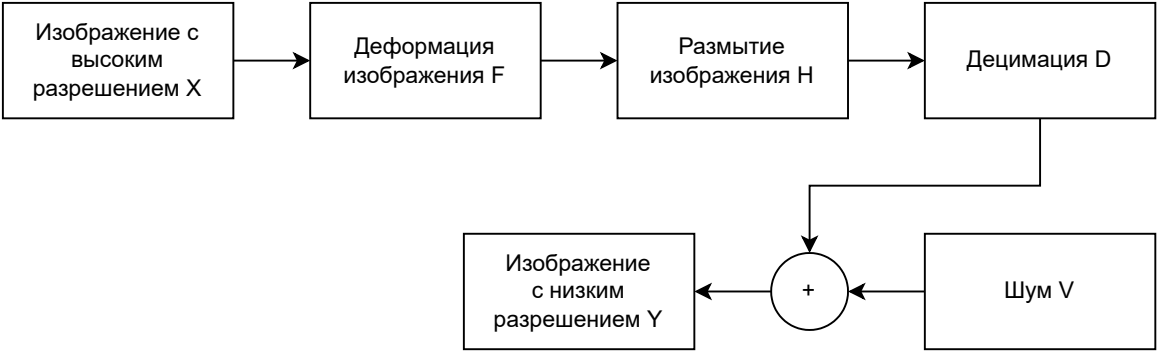 Изображение с
высоким
разрешением X
Деформация
изображения F
Размытие
изображения H
Децимация D
Изображение
с низким
разрешением Y
+
Шум V